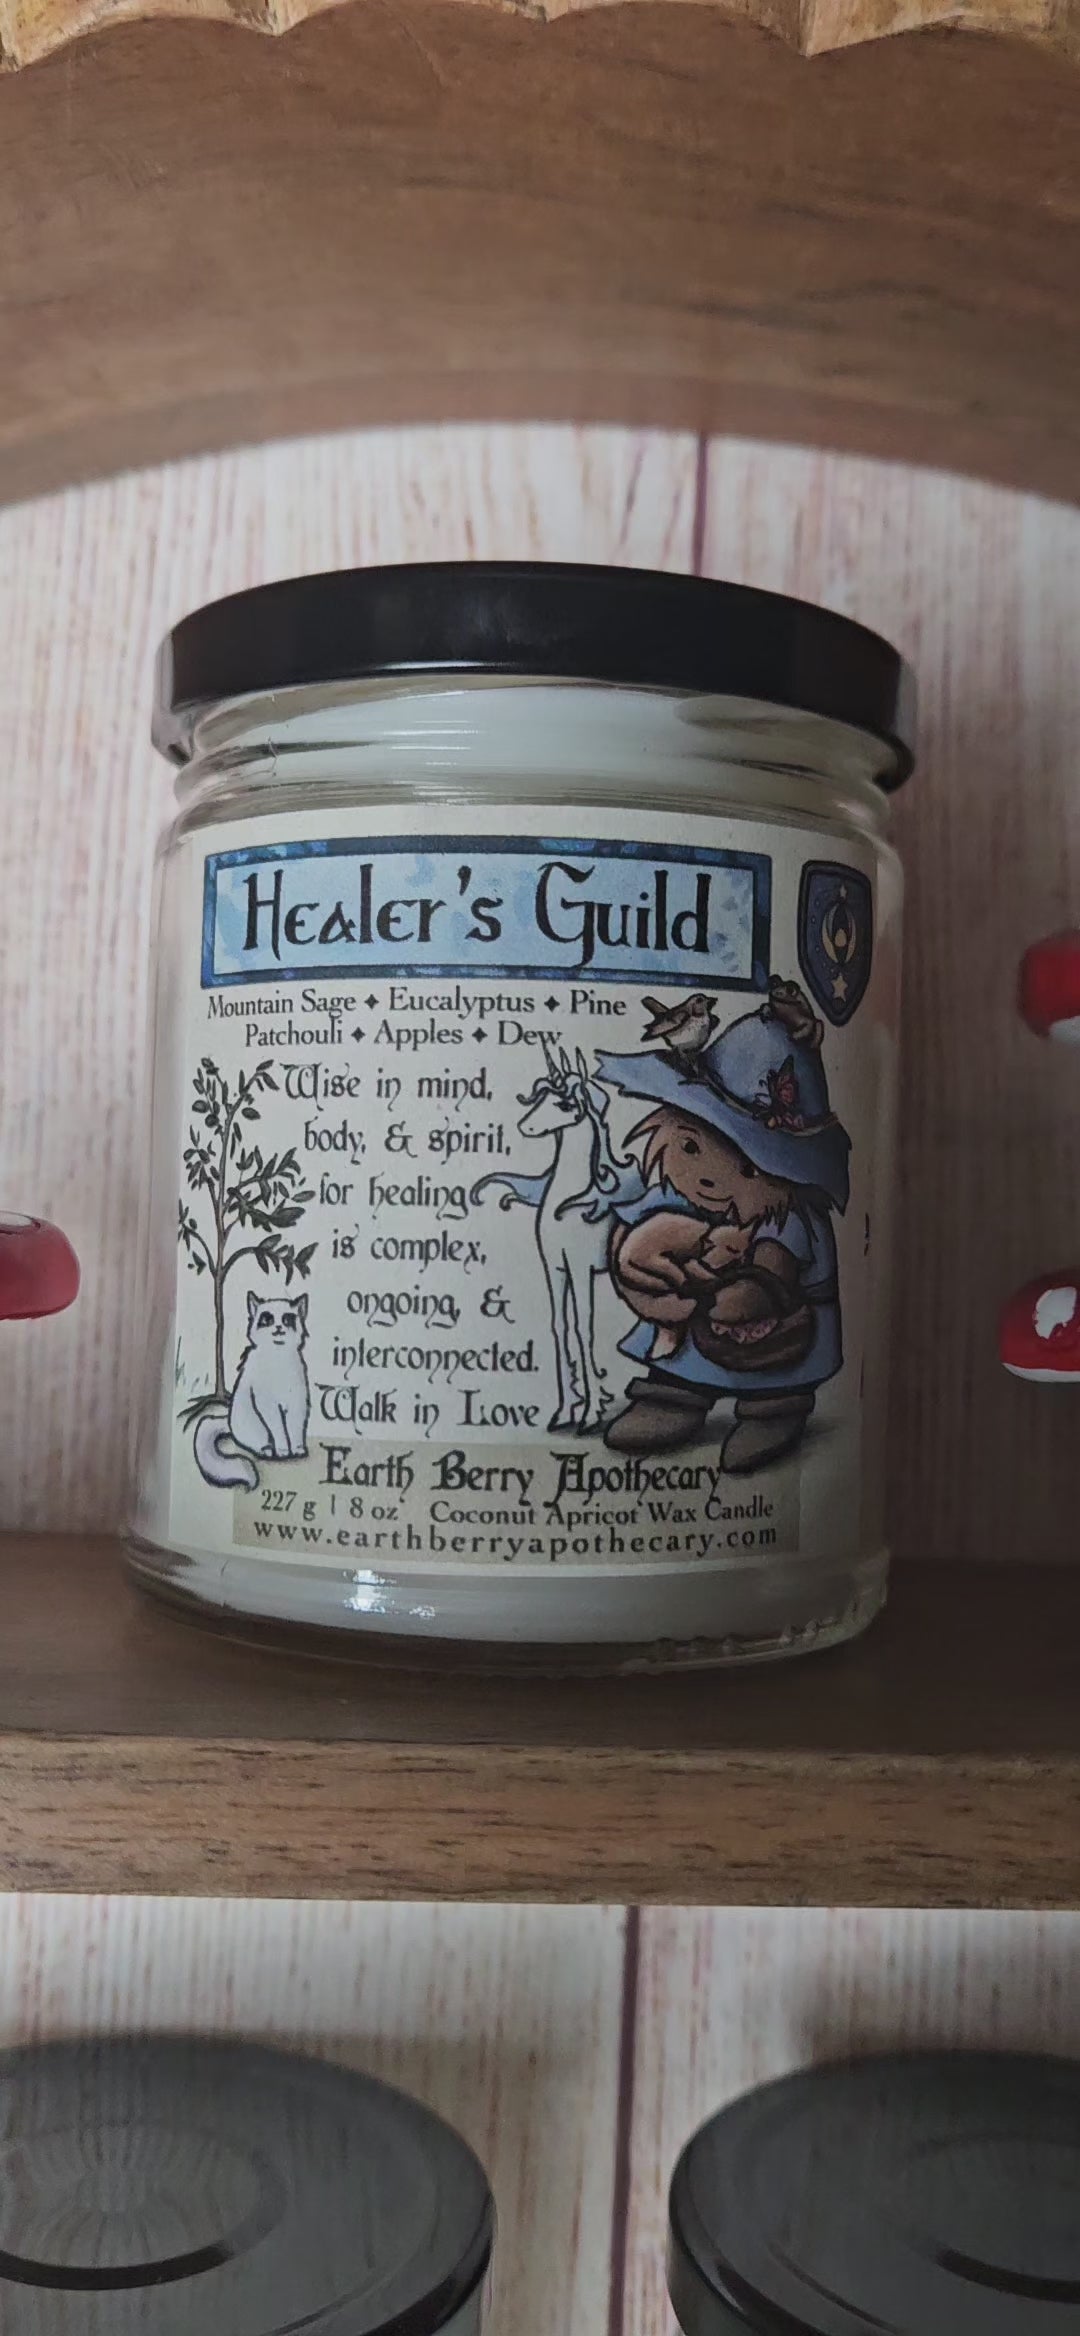 Healer's Guild
Mountain Sage ✦ Eucalyptus ✦ Pine
Patchouli ✦ Apples ✦ Dew
Wise in mind,
body, & spirit,
for healing
is complex,
ongoing, &
interconnected.
Walk in Love
Earth Berry Apothecary
227 g | 8 oz Coconut Apricot Wax Candle
www.earthberryapothecary.com